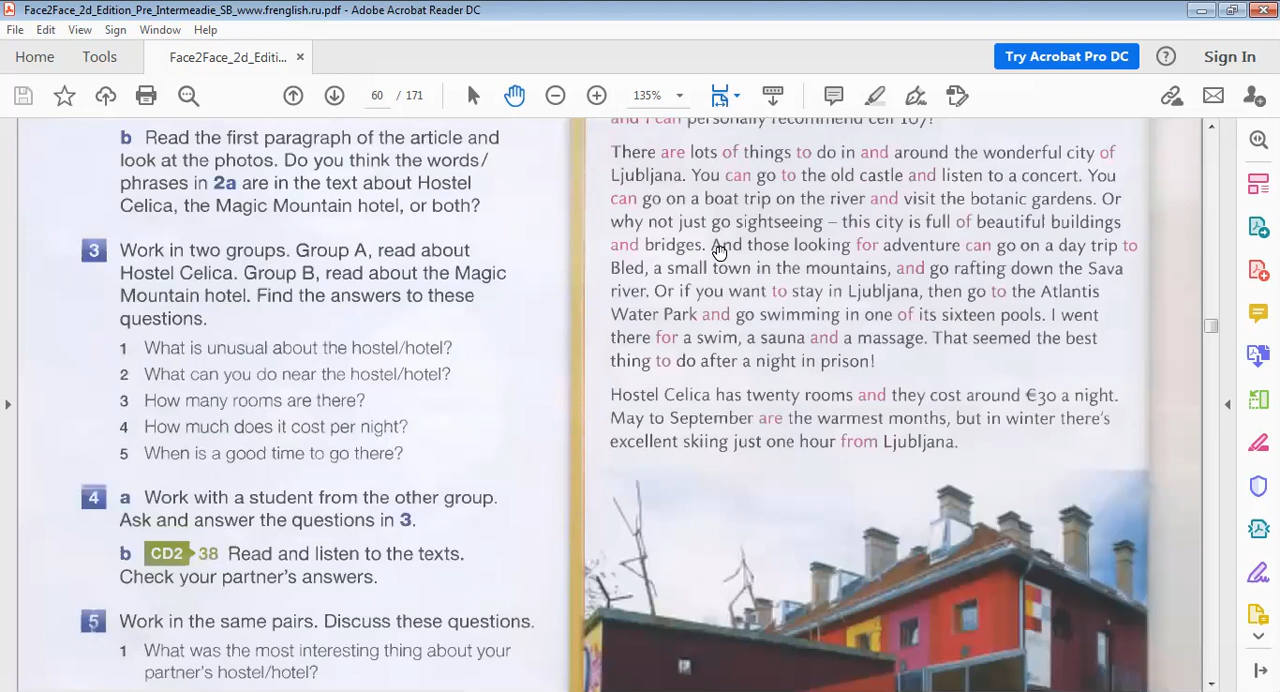 Face2Face_2d_Edition_Pre_Intermeadie_SB_www.frenglish.ru.pdf - Adobe Acrobat Reader DC
File Edit View Sign Window Help
Home Tools Face2Face_2d_Editi... × Try Acrobat Pro DC ? Sign In
60 / 171 135%
b Read the first paragraph of the article and
look at the photos. Do you think the words/
phrases in 2a are in the text about Hostel
Celica, the Magic Mountain hotel, or both?
3 Work in two groups. Group A, read about
Hostel Celica. Group B, read about the Magic
Mountain hotel. Find the answers to these
questions.
1 What is unusual about the hostel/hotel?
2 What can you do near the hostel/hotel?
3 How many rooms are there?
4 How much does it cost per night?
5 When is a good time to go there?
4 a Work with a student from the other group.
Ask and answer the questions in 3.
b CD2 38 Read and listen to the texts.
Check your partner's answers.
5 Work in the same pairs. Discuss these questions.
1 What was the most interesting thing about your
partner's hostel/hotel?
and I can personally recommend cell 107!
There are lots of things to do in and around the wonderful city of
Ljubljana. You can go to the old castle and listen to a concert. You
can go on a boat trip on the river and visit the botanic gardens. Or
why not just go sightseeing – this city is full of beautiful buildings
and bridges. And those looking for adventure can go on a day trip to
Bled, a small town in the mountains, and go rafting down the Sava
river. Or if you want to stay in Ljubljana, then go to the Atlantis
Water Park and go swimming in one of its sixteen pools. I went
there for a swim, a sauna and a massage. That seemed the best
thing to do after a night in prison!
Hostel Celica has twenty rooms and they cost around €30 a night.
May to September are the warmest months, but in winter there's
excellent skiing just one hour from Ljubljana.